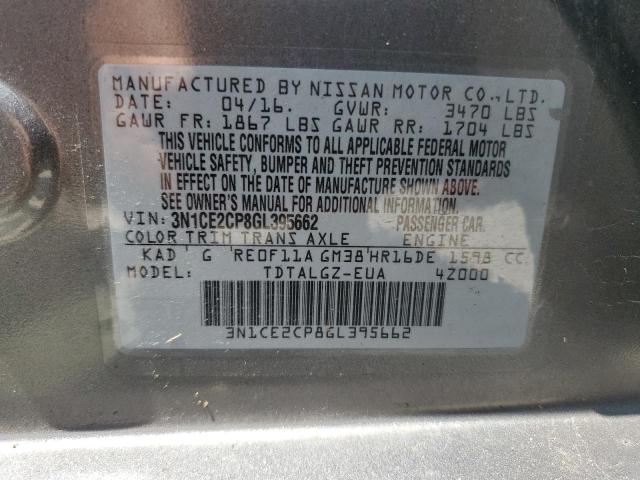 MANUFACTURED BY NISSAN MOTOR CO., LTD.
DATE: 04/16. GVWR: 3470 LBS
GAWR FR: 1867 LBS GAWR RR: 1704 LBS
THIS VEHICLE CONFORMS TO ALL APPLICABLE FEDERAL MOTOR
VEHICLE SAFETY, BUMPER AND THEFT PREVENTION STANDARDS
IN EFFECT ON THE DATE OF MANUFACTURE SHOWN ABOVE.
SEE OWNER'S MANUAL FOR ADDITIONAL INFORMATION.
VIN: 3N1CE2CP8GL395662 PASSENGER CAR.
COLOR TRIM TRANS AXLE ENGINE
KAD G RE0F11A GM38 HR16DE 1598 CC
MODEL: TDTALGZ-EUA 42000
3N1CE2CP8GL395662